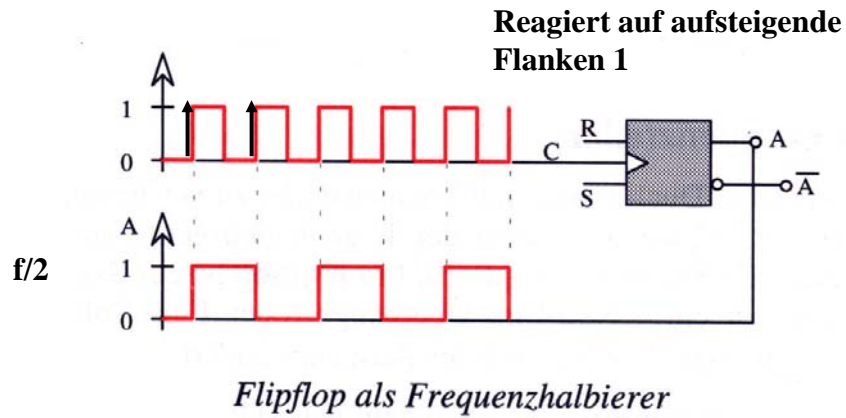 Reagiert auf aufsteigende
Flanken 1
1
0
C
R
S
A
A
A
f/2
1
0
Flipflop als Frequenzhalbierer